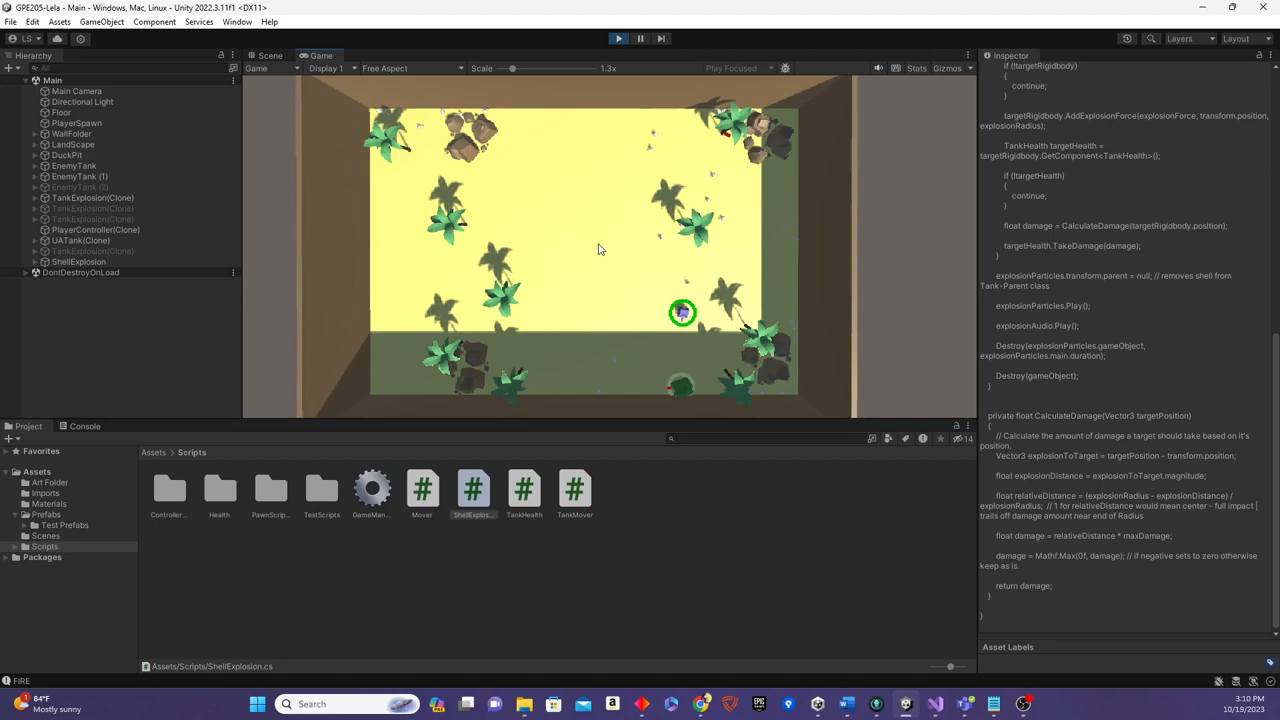 GPE205-Lela - Main - Windows, Mac, Linux - Unity 2022.3.11f1 <DX11>
File Edit Assets GameObject Component Services Window Help
LS
Layers Layout
Hierarchy
All
Main
Main Camera
Directional Light
Floor
PlayerSpawn
WallFolder
LandScape
DuckPit
EnemyTank
EnemyTank (1)
EnemyTank (2)
TankExplosion(Clone)
TankExplosion(Clone)
TankExplosion(Clone)
PlayerController(Clone)
UATank(Clone)
TankExplosion(Clone)
ShellExplosion
DontDestroyOnLoad
Scene Game
Game Display 1 Free Aspect Scale 1.3x Play Focused Stats Gizmos
Inspector
if (!targetRigidbody)
{
continue;
}
targetRigidbody.AddExplosionForce(explosionForce, transform.position,
explosionRadius);
TankHealth targetHealth =
targetRigidbody.GetComponent<TankHealth>();
if (!targetHealth)
{
continue;
}
float damage = CalculateDamage(targetRigidbody.position);
targetHealth.TakeDamage(damage);
}
explosionParticles.transform.parent = null; // removes shell from
Tank-Parent class
explosionParticles.Play();
explosionAudio.Play();
Destroy(explosionParticles.gameObject,
explosionParticles.main.duration);
Destroy(gameObject);
}
private float CalculateDamage(Vector3 targetPosition)
{
// Calculate the amount of damage a target should take based on it's
position.
Vector3 explosionToTarget = targetPosition - transform.position;
float explosionDistance = explosionToTarget.magnitude;
float relativeDistance = (explosionRadius - explosionDistance) /
explosionRadius; // 1 for relativeDistance would mean center - full impact |
trails off damage amount near end of Radius
float damage = relativeDistance * maxDamage;
damage = Mathf.Max(0f, damage); // if negative sets to zero otherwise
keep as is.
return damage;
}
}
Asset Labels
Project Console
14
Favorites
Assets
Art Folder
Imports
Materials
Prefabs
Test Prefabs
Scenes
Scripts
Packages
Assets > Scripts
Controller... Health PawnScrip... TestScripts GameMan... Mover ShellExplos... TankHealth TankMover
Assets/Scripts/ShellExplosion.cs
FIRE
1
84°F
Mostly sunny
Search
3:10 PM
10/19/2023